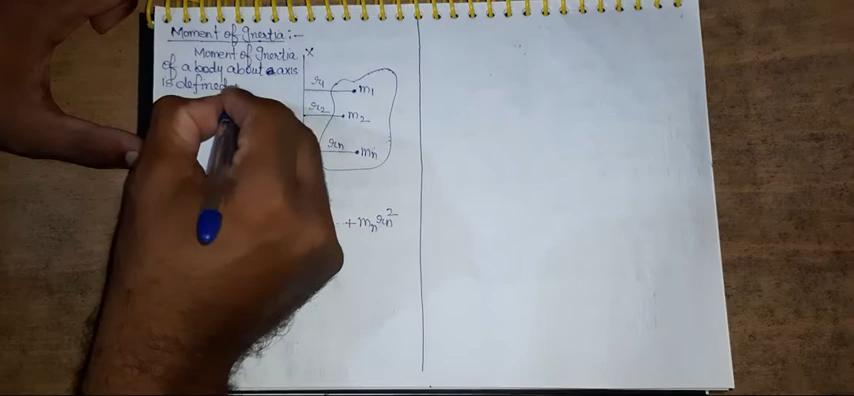 Moment of Inertia :-
Moment of Inertia
of a body about a axis
is defined
X
r1
m1
r2
m2
rn
mn
+ mnrn²